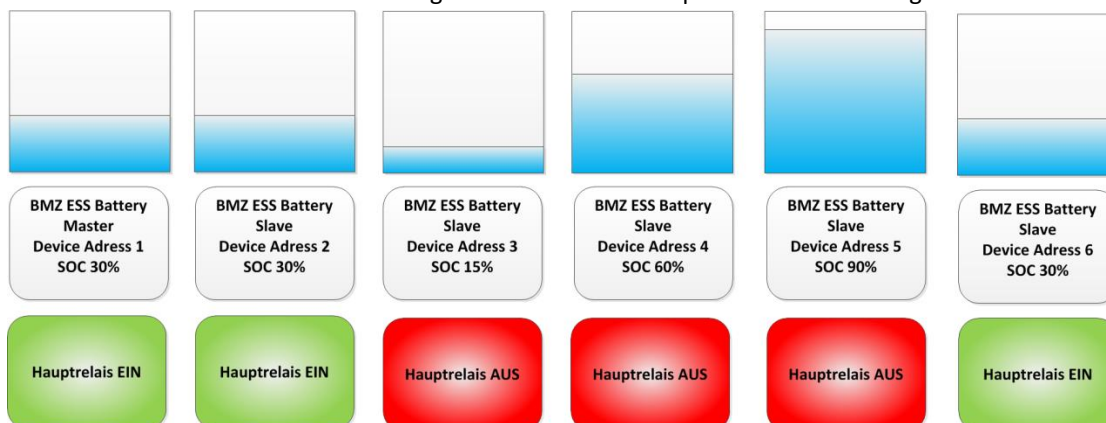 BMZ ESS Battery
Master
Device Adress 1
SOC 30%
BMZ ESS Battery
Slave
Device Adress 2
SOC 30%
BMZ ESS Battery
Slave
Device Adress 3
SOC 15%
BMZ ESS Battery
Slave
Device Adress 4
SOC 60%
BMZ ESS Battery
Slave
Device Adress 5
SOC 90%
BMZ ESS Battery
Slave
Device Adress 6
SOC 30%
Hauptrelais EIN
Hauptrelais EIN
Hauptrelais AUS
Hauptrelais AUS
Hauptrelais AUS
Hauptrelais EIN